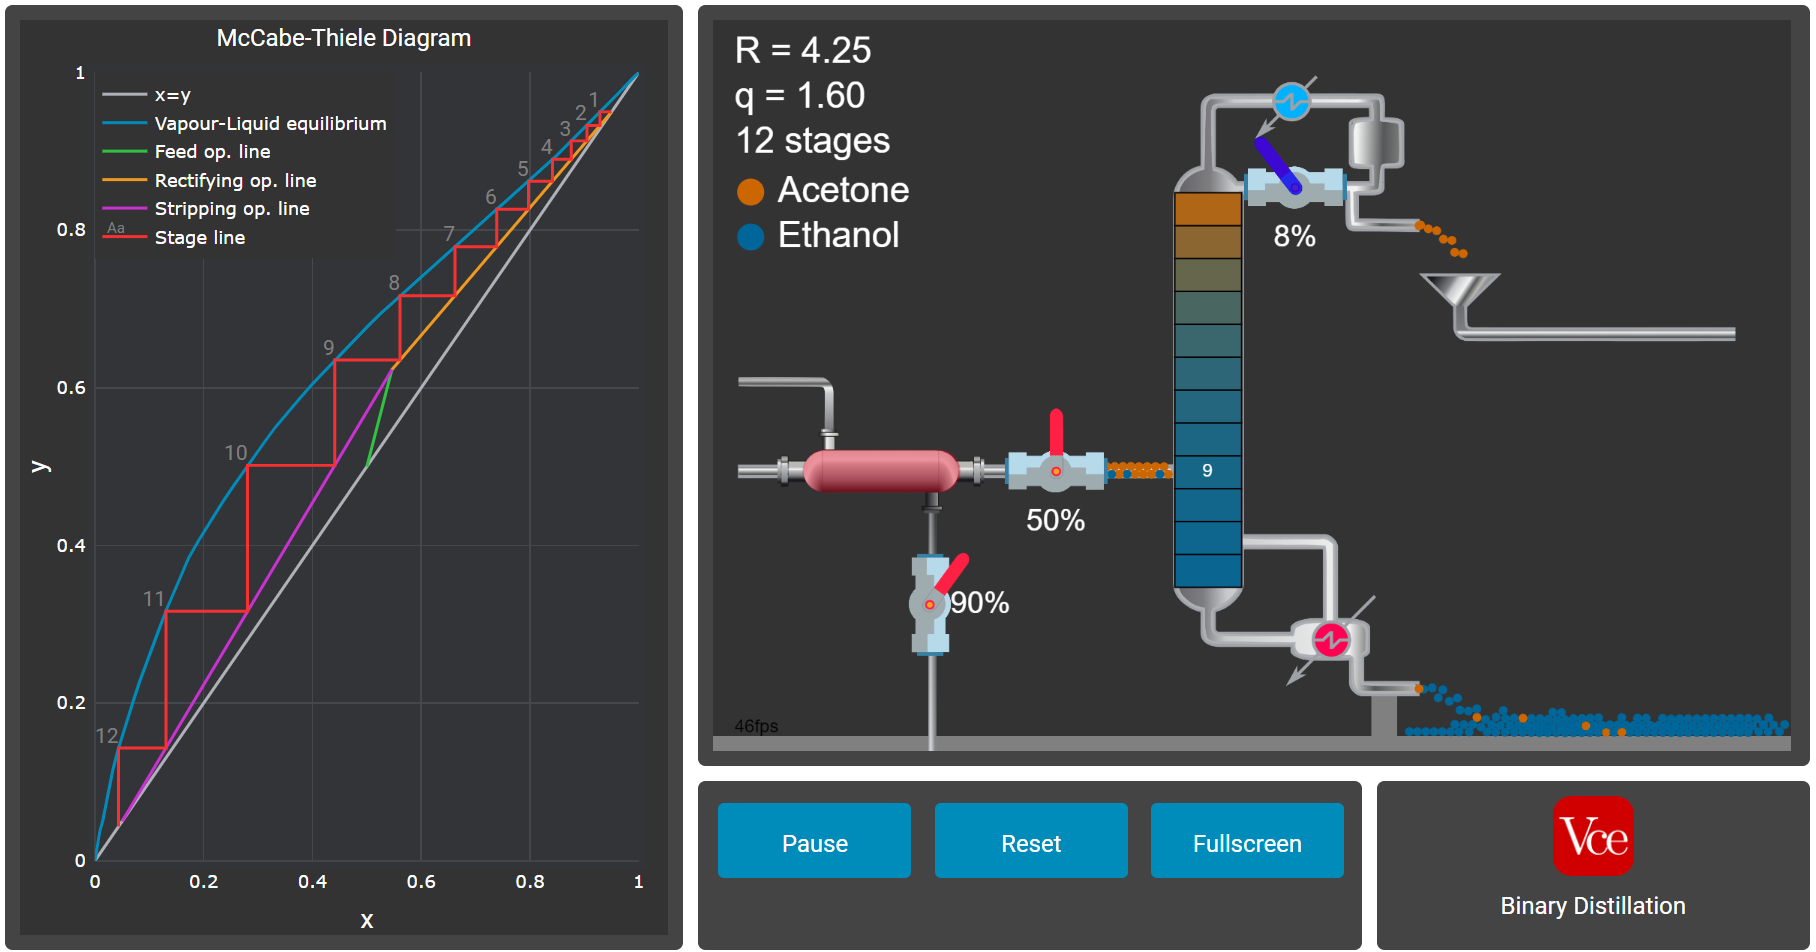 McCabe-Thiele Diagram
1
0.8
0.6
0.4
0.2
0
0
0.2
0.4
0.6
0.8
1
y
x
x=y
Vapour-Liquid equilibrium
Feed op. line
Rectifying op. line
Stripping op. line
Aa
Stage line
1
2
3
4
5
6
7
8
9
10
11
12
R = 4.25
q = 1.60
12 stages
Acetone
Ethanol
8%
9
50%
90%
46fps
Pause
Reset
Fullscreen
Vce
Binary Distillation